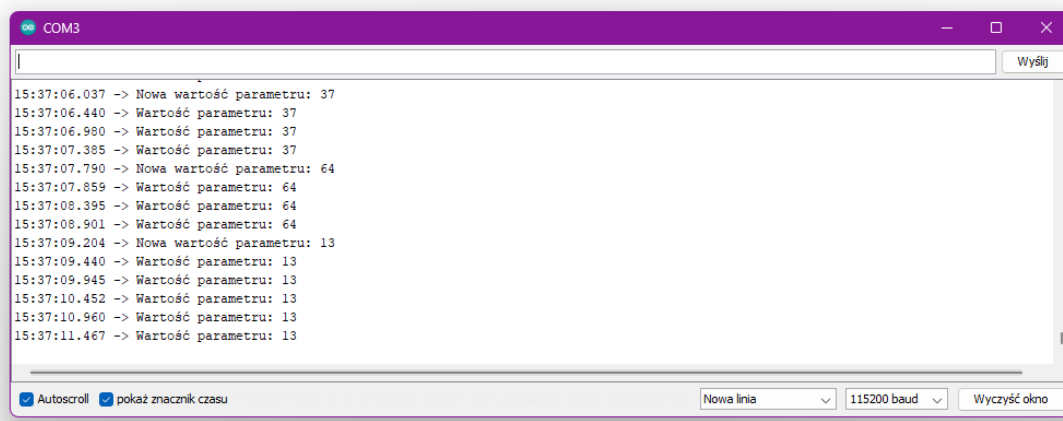 COM3
Wyślij
15:37:06.037 -> Nowa wartość parametru: 37
15:37:06.440 -> Wartość parametru: 37
15:37:06.980 -> Wartość parametru: 37
15:37:07.385 -> Wartość parametru: 37
15:37:07.790 -> Nowa wartość parametru: 64
15:37:07.859 -> Wartość parametru: 64
15:37:08.395 -> Wartość parametru: 64
15:37:08.901 -> Wartość parametru: 64
15:37:09.204 -> Nowa wartość parametru: 13
15:37:09.440 -> Wartość parametru: 13
15:37:09.945 -> Wartość parametru: 13
15:37:10.452 -> Wartość parametru: 13
15:37:10.960 -> Wartość parametru: 13
15:37:11.467 -> Wartość parametru: 13
Autoscroll pokaż znacznik czasu Nowa linia 115200 baud Wyczyść okno